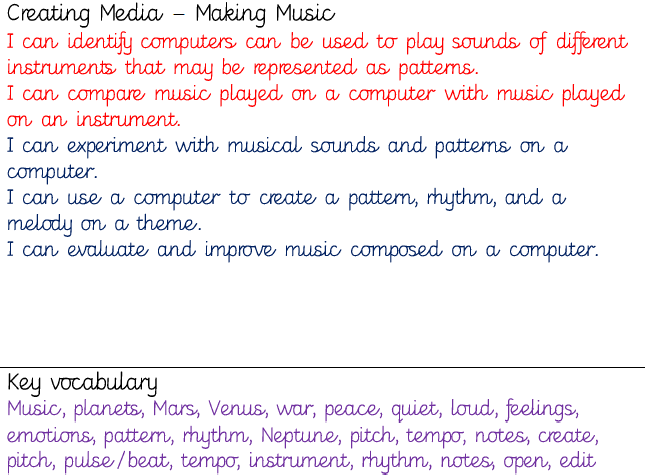 Creating Media – Making Music
I can identify computers can be used to play sounds of different
instruments that may be represented as patterns.
I can compare music played on a computer with music played
on an instrument.
I can experiment with musical sounds and patterns on a
computer.
I can use a computer to create a pattern, rhythm, and a
melody on a theme.
I can evaluate and improve music composed on a computer.
Key vocabulary
Music, planets, Mars, Venus, war, peace, quiet, loud, feelings,
emotions, pattern, rhythm, Neptune, pitch, tempo, notes, create,
pitch, pulse/beat, tempo, instrument, rhythm, notes, open, edit